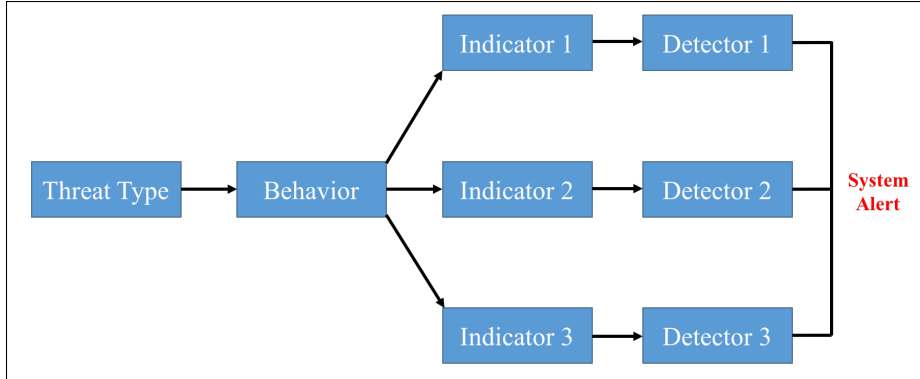 Indicator 1
Detector 1
Threat Type
Behavior
Indicator 2
Detector 2
System
Alert
Indicator 3
Detector 3